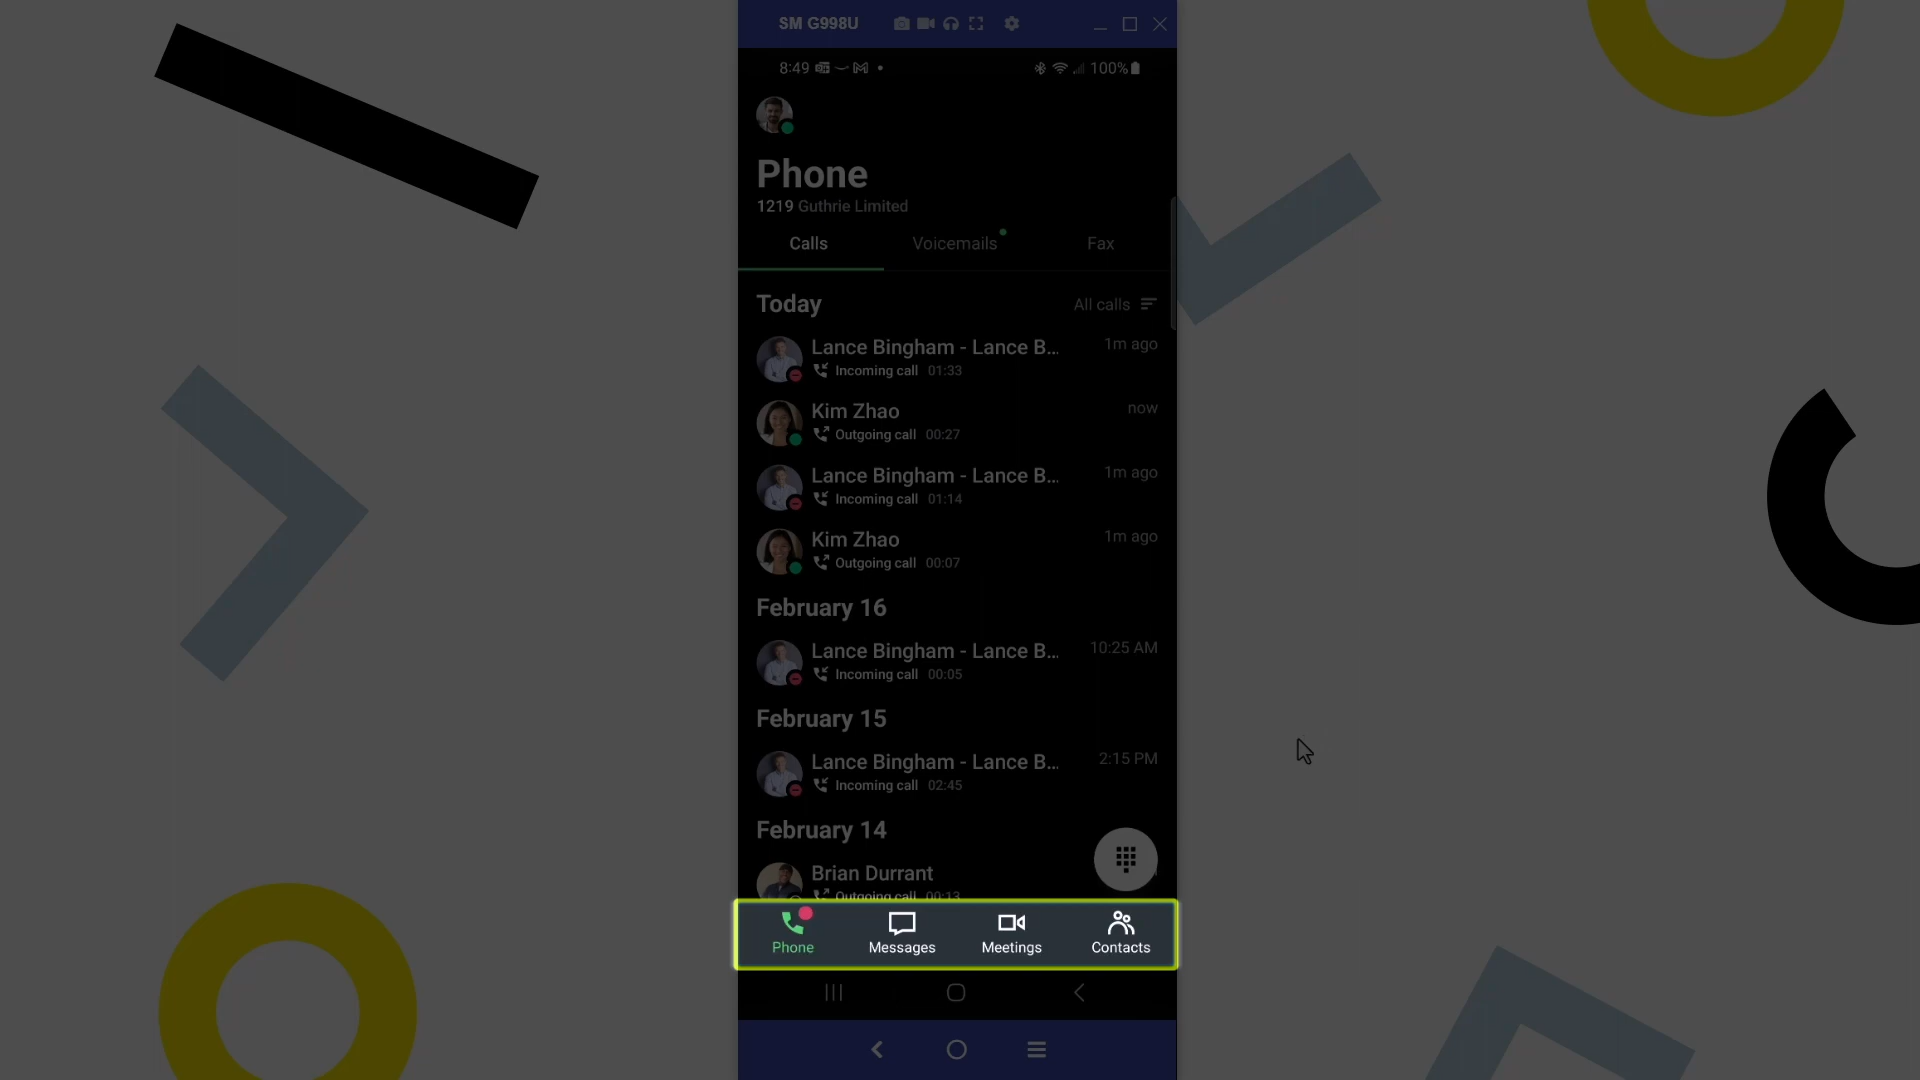 SM G998U
8:49
100%
Phone
1219 Guthrie Limited
Calls
Voicemails
Fax
Today
All calls
Lance Bingham - Lance B...
1m ago
Incoming call 01:33
Kim Zhao
now
Outgoing call 00:27
Lance Bingham - Lance B...
1m ago
Incoming call 01:14
Kim Zhao
1m ago
Outgoing call 00:07
February 16
Lance Bingham - Lance B...
10:25 AM
Incoming call 00:05
February 15
Lance Bingham - Lance B...
2:15 PM
Incoming call 02:45
February 14
Brian Durrant
Outgoing call 00:13
Phone
Messages
Meetings
Contacts